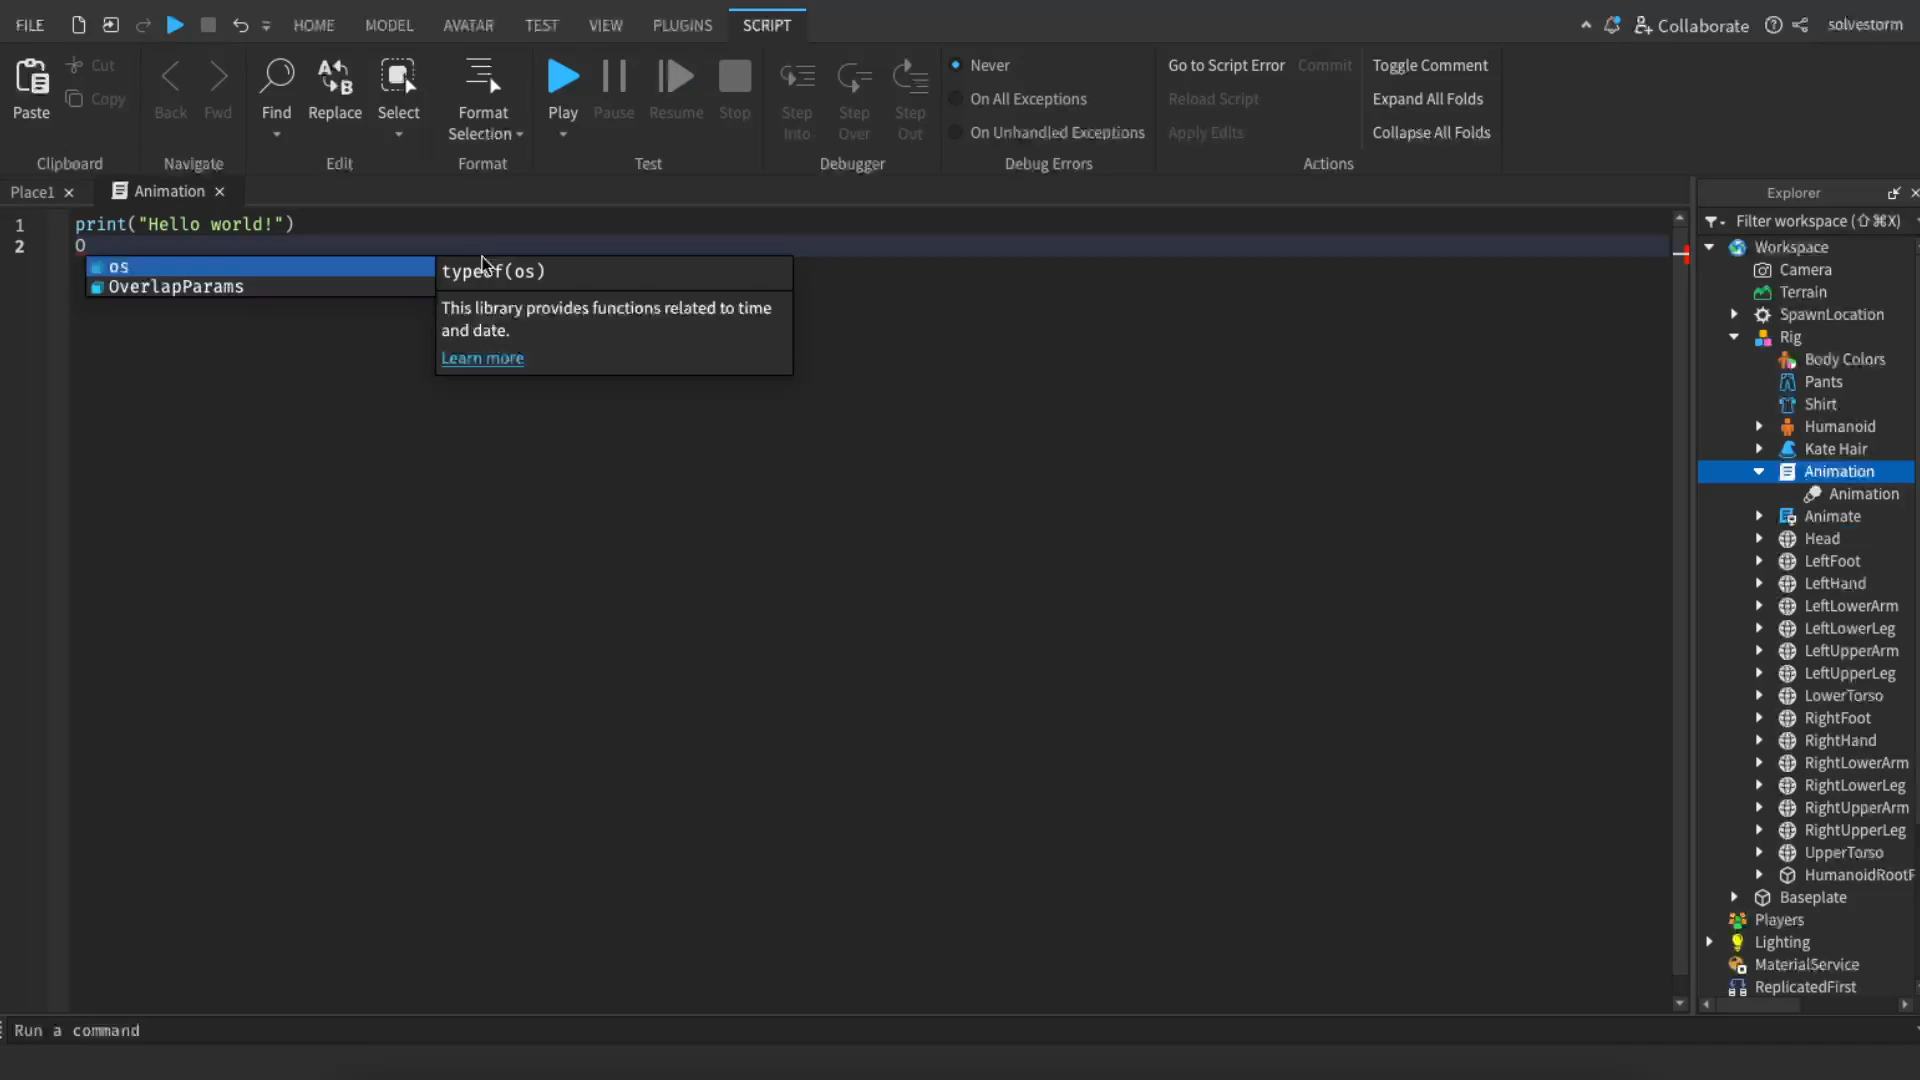 FILE
HOME
MODEL
AVATAR
TEST
VIEW
PLUGINS
SCRIPT
Collaborate
solvestorm
Paste
Cut
Copy
Clipboard
Back
Fwd
Navigate
Find
Replace
Select
Edit
Format
Selection
Format
Play
Pause
Resume
Stop
Test
Step
Into
Step
Over
Step
Out
Debugger
Never
On All Exceptions
On Unhandled Exceptions
Debug Errors
Go to Script Error
Commit
Reload Script
Apply Edits
Toggle Comment
Expand All Folds
Collapse All Folds
Actions
Place1
Animation
1 print("Hello world!")
2 O
os
OverlapParams
typeof(os)
This library provides functions related to time
and date.
Learn more
Explorer
Filter workspace (⇧⌘X)
Workspace
Camera
Terrain
SpawnLocation
Rig
Body Colors
Pants
Shirt
Humanoid
Kate Hair
Animation
Animation
Animate
Head
LeftFoot
LeftHand
LeftLowerArm
LeftLowerLeg
LeftUpperArm
LeftUpperLeg
LowerTorso
RightFoot
RightHand
RightLowerArm
RightLowerLeg
RightUpperArm
RightUpperLeg
UpperTorso
HumanoidRootP
Baseplate
Players
Lighting
MaterialService
ReplicatedFirst
Run a command